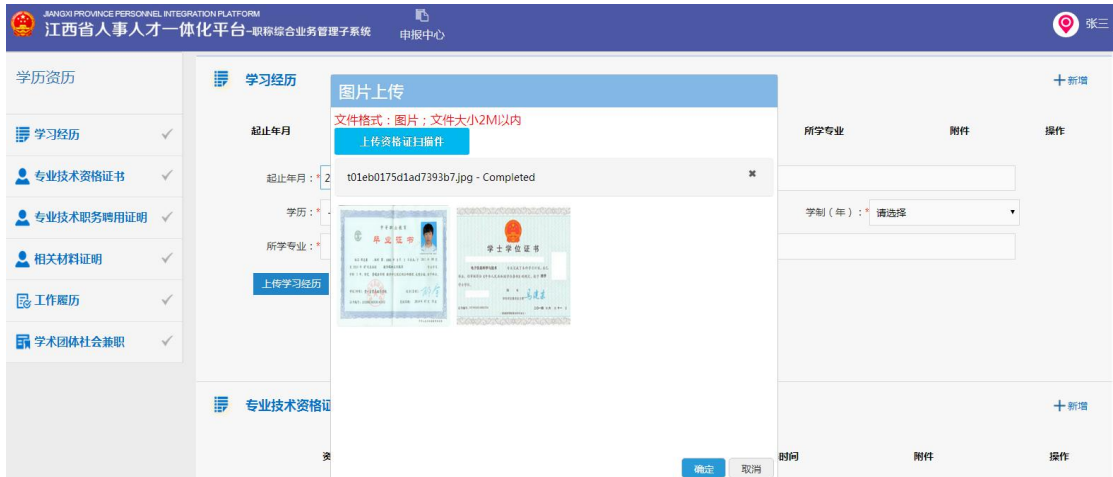 JIANGXI PROVINCE PERSONNEL INTEGRATION PLATFORM
江西省人事人才一体化平台-职称综合业务管理子系统
申报中心
张三
学历资历
学习经历
专业技术资格证书
专业技术职务聘用证明
相关材料证明
工作履历
学术团体社会兼职
学习经历
新增
起止年月
所学专业
附件
操作
起止年月：*
2
学历：*
学制（年）：*
请选择
所学专业：*
上传学习经历
图片上传
文件格式：图片；文件大小2M以内
上传资格证扫描件
t01eb0175d1ad7393b7.jpg - Completed
毕业证书
学士学位证书
确定
取消
专业技术资格证
新增
资
时间
附件
操作